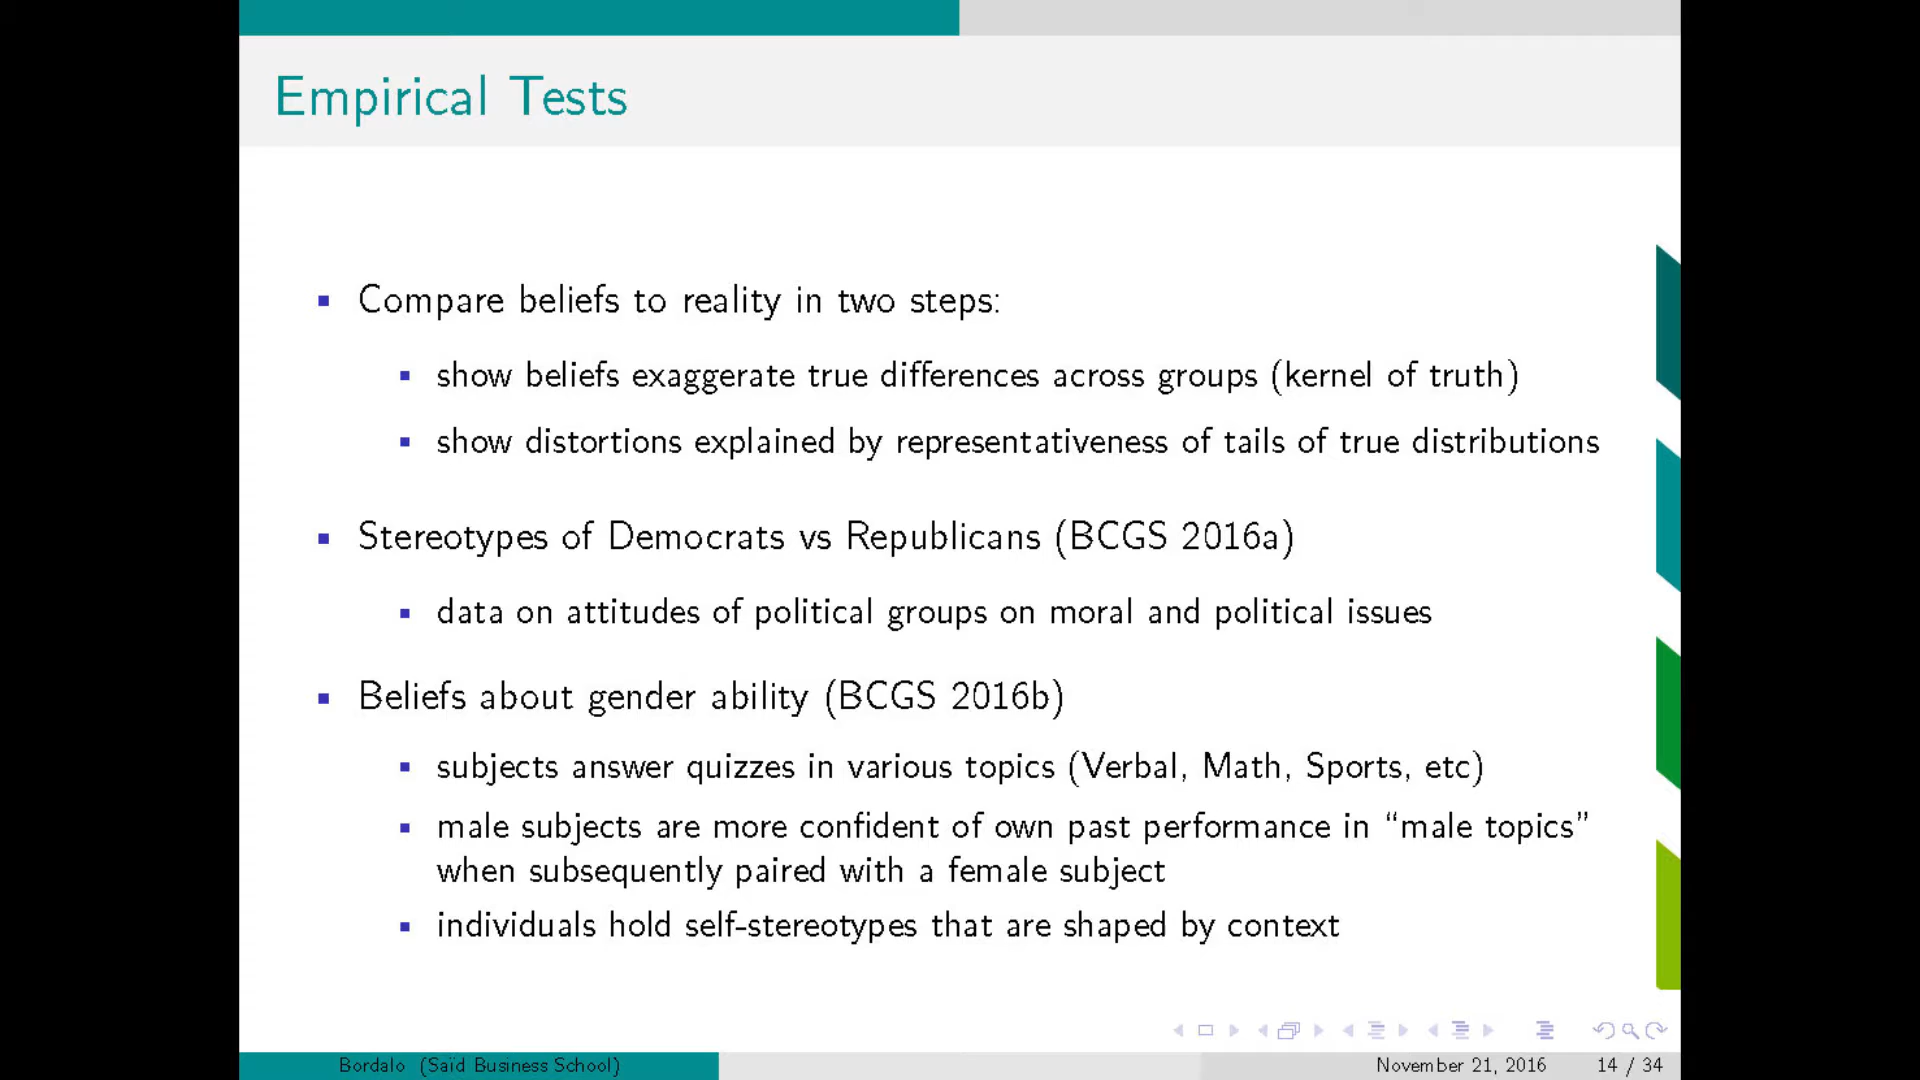 Empirical Tests
Compare beliefs to reality in two steps:
show beliefs exaggerate true differences across groups (kernel of truth)
show distortions explained by representativeness of tails of true distributions
Stereotypes of Democrats vs Republicans (BCGS 2016a)
data on attitudes of political groups on moral and political issues
Beliefs about gender ability (BCGS 2016b)
subjects answer quizzes in various topics (Verbal, Math, Sports, etc)
male subjects are more confident of own past performance in “male topics”
when subsequently paired with a female subject
individuals hold self-stereotypes that are shaped by context
Bordalo (Saïd Business School) November 21, 2016 14 / 34